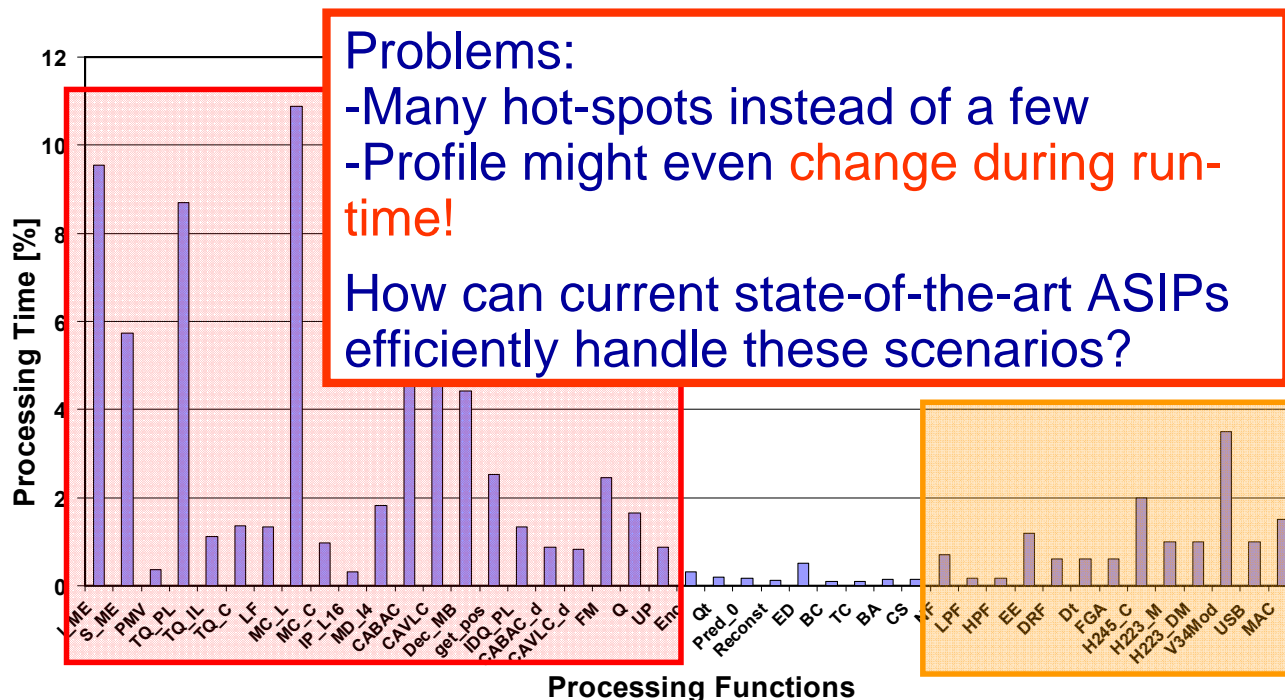 Problems:
-Many hot-spots instead of a few
-Profile might even change during run-
time!
How can current state-of-the-art ASIPs
efficiently handle these scenarios?
Processing Time [%]
12
10
8
6
4
2
0
I_ME
S_ME
PMV
TQ_PL
TQ_IL
TQ_C
LF
MC_L
MC_C
IP_L16
MD_I4
CABAC
CAVLC
Dec_MB
get_pos
IDQ_PL
CABAC_d
CAVLC_d
FM
Q
UP
Enc
Qt
Pred_0
Reconst
ED
BC
TC
BA
CS
NF
LPF
HPF
EE
DRF
Dt
FGA
H245_C
H223_M
H223_DM
V34Mod
USB
MAC
Processing Functions